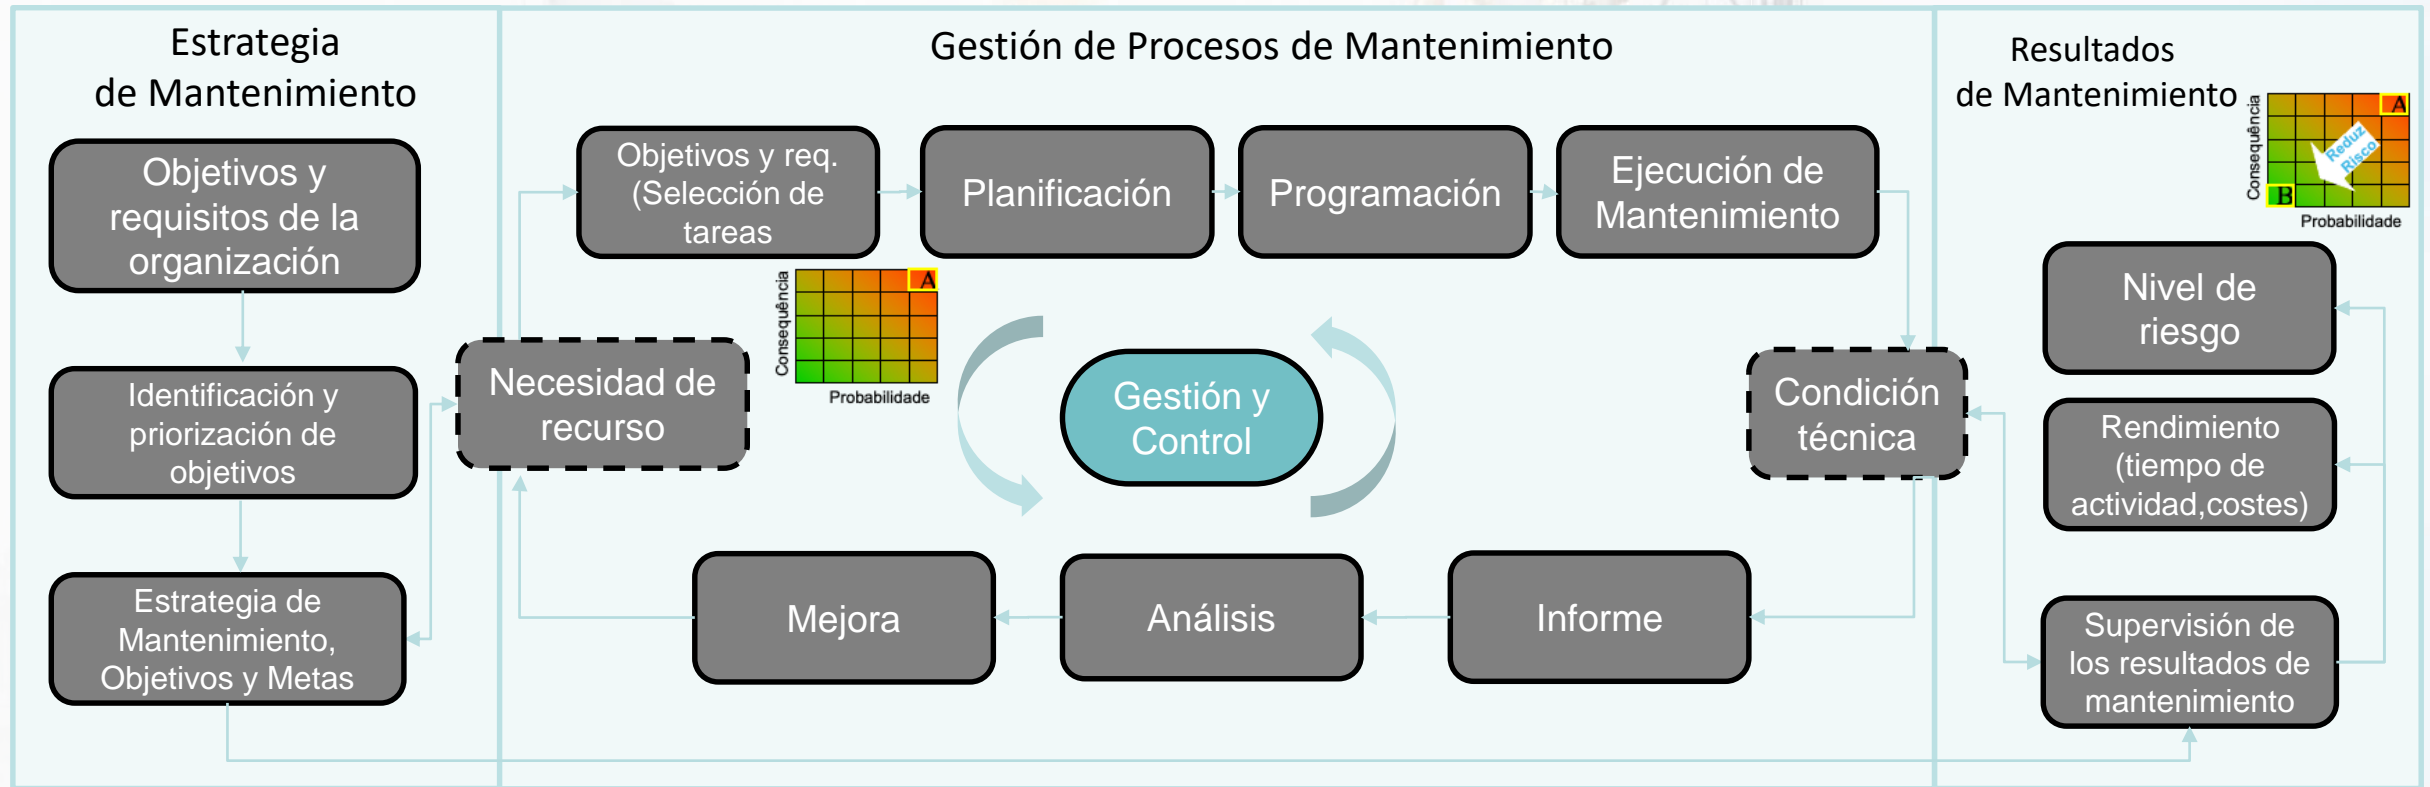 Estrategia
de Mantenimiento
Objetivos y
requisitos de la
organización
Identificación y
priorización de
objetivos
Estrategia de
Mantenimiento,
Objetivos y Metas
Gestión de Procesos de Mantenimiento
Objetivos y req.
(Selección de
tareas
Planificación
Programación
Ejecución de
Mantenimiento
Necesidad de
recurso
Consequência
A
Probabilidade
Gestión y
Control
Condición
técnica
Mejora
Análisis
Informe
Resultados
de Mantenimiento
Consequência
A
Reduz
Risco
B
Probabilidade
Nivel de
riesgo
Rendimiento
(tiempo de
actividad,costes)
Supervisión de
los resultados de
mantenimiento